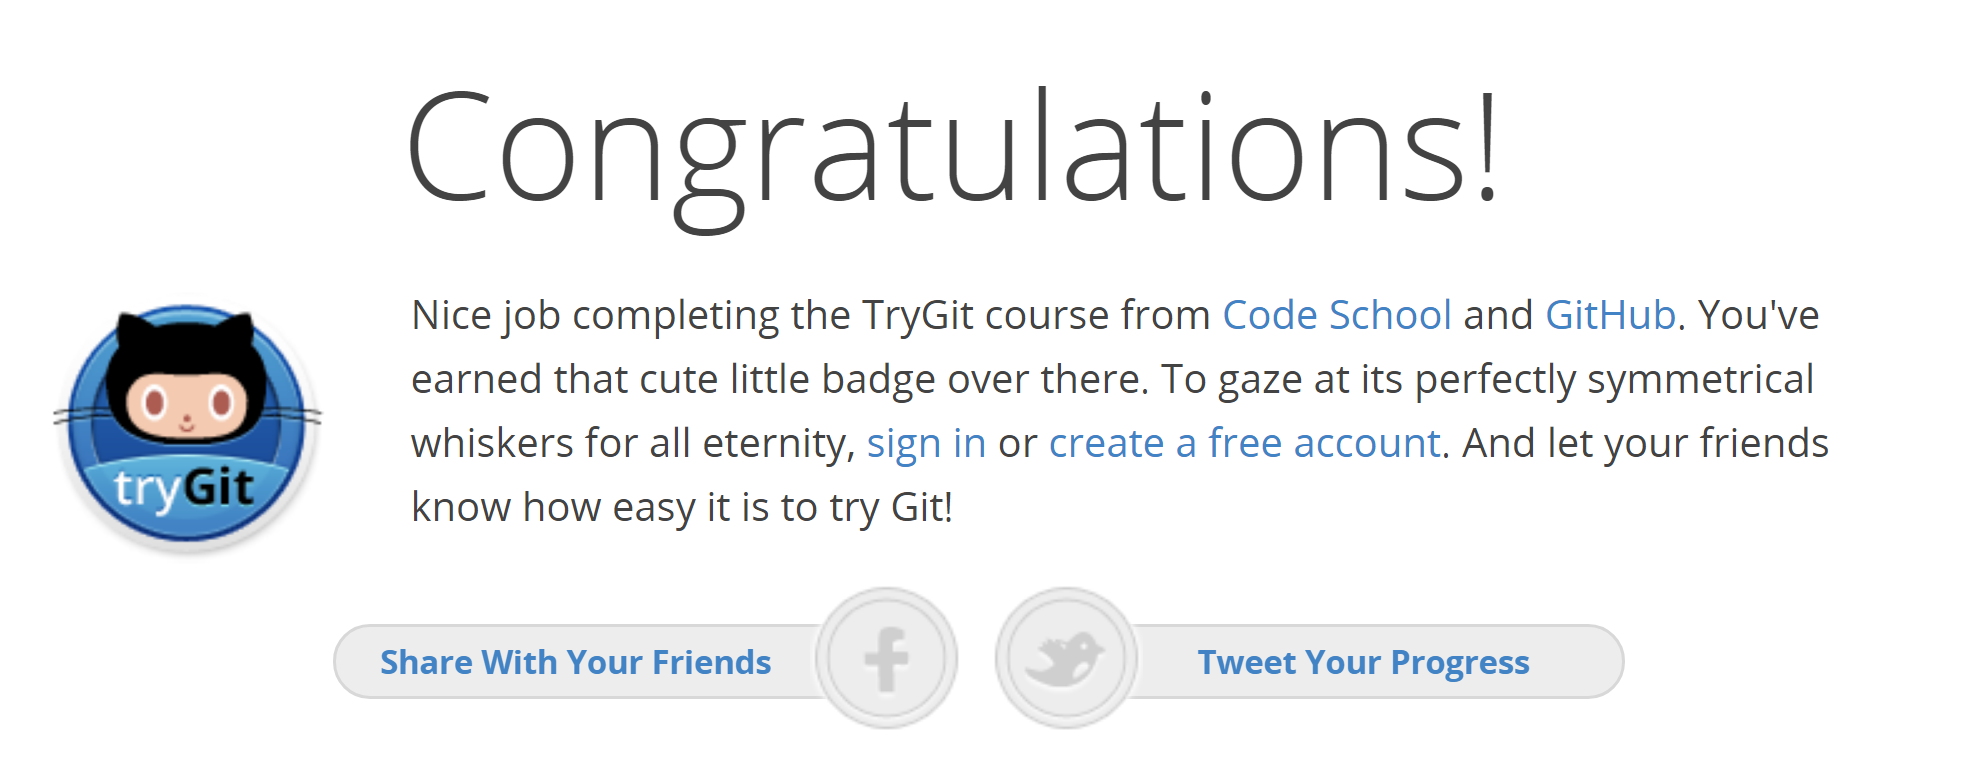 Congratulations!
Nice job completing the TryGit course from Code School and GitHub. You've
earned that cute little badge over there. To gaze at its perfectly symmetrical
whiskers for all eternity, sign in or create a free account. And let your friends
know how easy it is to try Git!
tryGit
Share With Your Friends
Tweet Your Progress